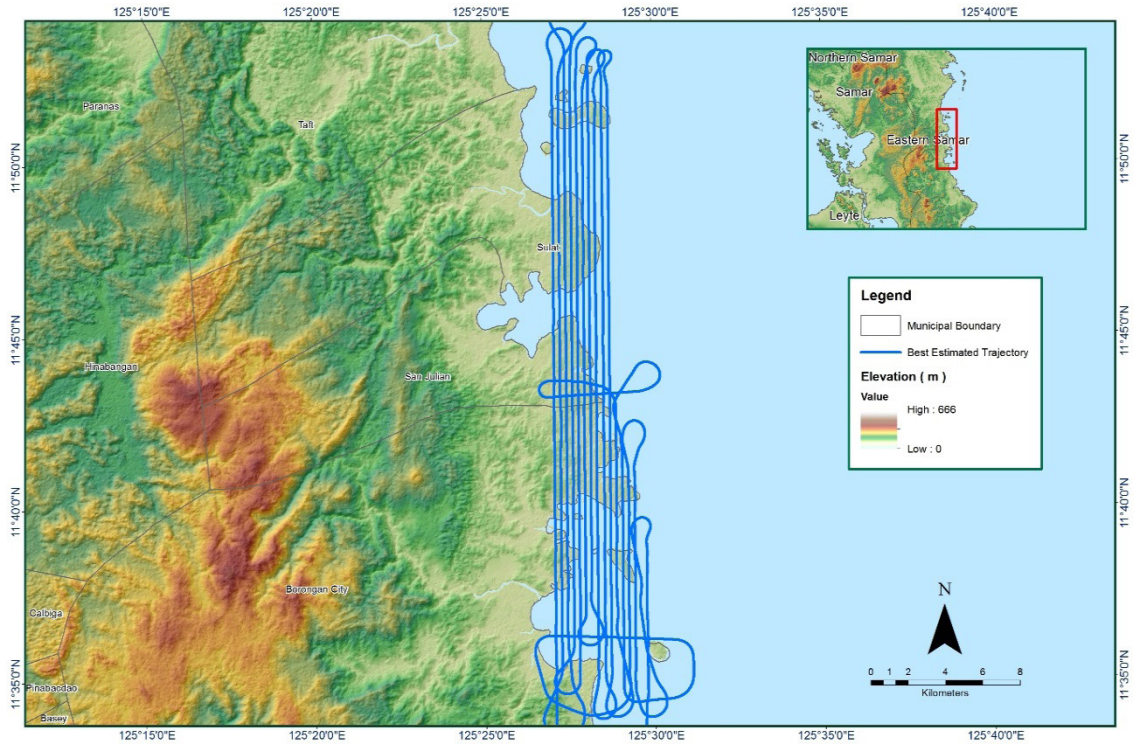 125°15'0"E
125°20'0"E
125°25'0"E
125°30'0"E
125°35'0"E
125°40'0"E
Northern Samar
Samar
Eastern Samar
Leyte
Paranas
Taft
11°50'0"N
11°50'0"N
Sulat
Legend
Municipal Boundary
Best Estimated Trajectory
Elevation ( m )
Value
High : 666
Low : 0
11°45'0"N
11°45'0"N
Hinabangan
San Julian
11°40'0"N
11°40'0"N
Borongan City
Calbiga
N
11°35'0"N
11°35'0"N
0 1 2 4 6 8
Kilometers
Pinabacdao
Basey
125°15'0"E
125°20'0"E
125°25'0"E
125°30'0"E
125°35'0"E
125°40'0"E